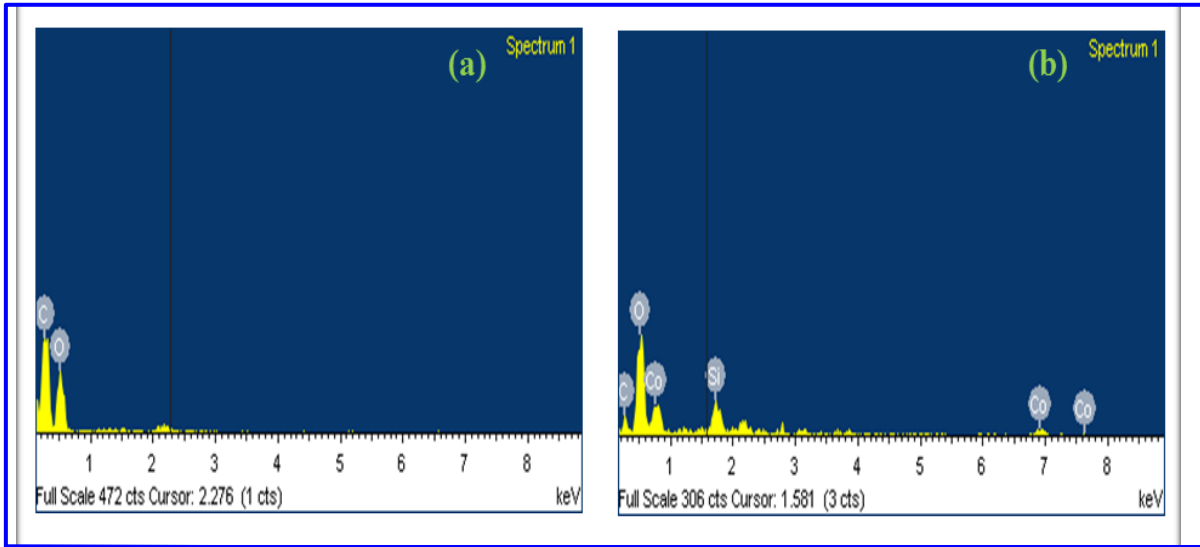 Spectrum 1
(a)
C
O
1 2 3 4 5 6 7 8
Full Scale 472 cts Cursor: 2.276 (1 cts) keV
Spectrum 1
(b)
O
C Co Si Co Co
1 2 3 4 5 6 7 8
Full Scale 306 cts Cursor: 1.581 (3 cts) keV